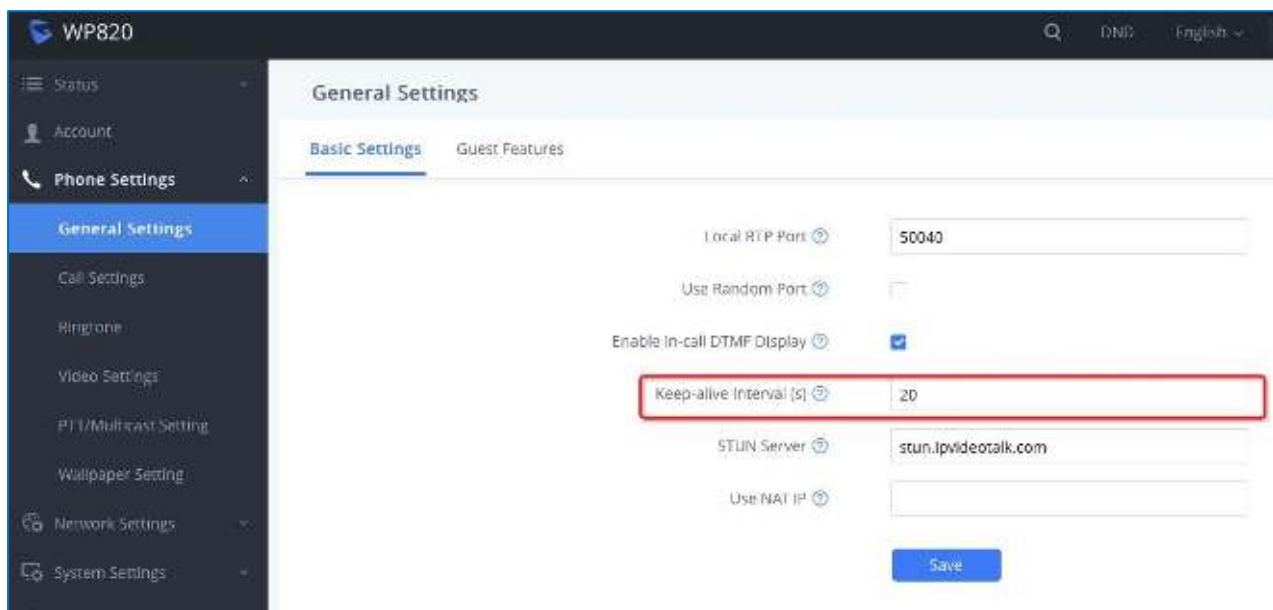 WP820
DND English
Status
Account
Phone Settings
General Settings
Call Settings
Ringtone
Video Settings
PTT/Multicast Setting
Wallpaper Setting
Network Settings
System Settings
General Settings
Basic Settings Guest Features
Local RTP Port 50040
Use Random Port
Enable In-call DTMF Display
Keep-alive Interval (s) 20
STUN Server stun.ipvideotalk.com
Use NAT IP
Save